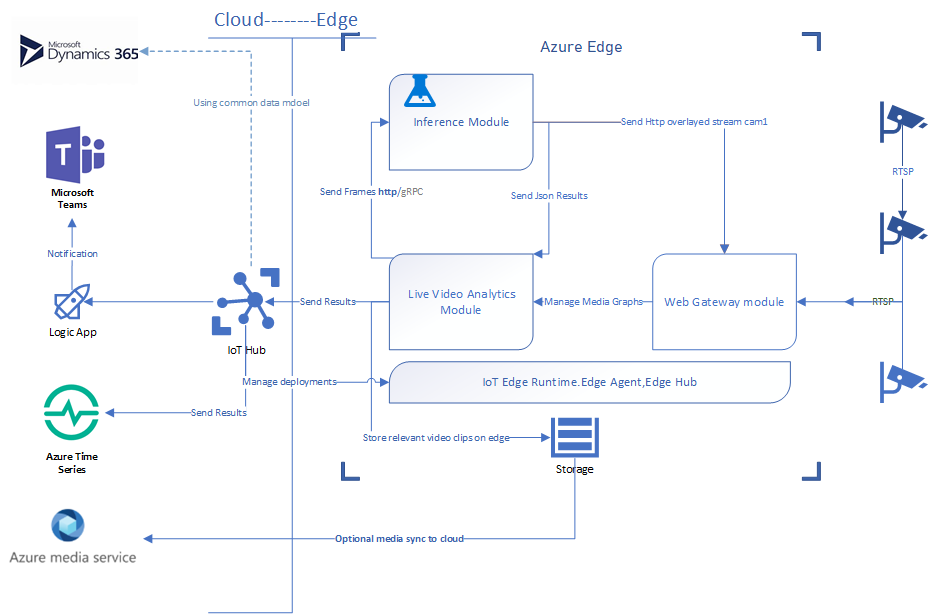 Cloud--------Edge
Azure Edge
Microsoft
Dynamics 365
Using common data mdoel
Inference Module
Send Http overlayed stream cam1
RTSP
Microsoft
Teams
Send Frames http/gRPC
Send Json Results
Notification
Live Video Analytics
Module
Send Results
Manage Media Graphs
Web Gateway module
RTSP
Logic App
IoT Hub
Manage deployments
IoT Edge Runtime.Edge Agent,Edge Hub
Send Results
Store relevant video clips on edge
Azure Time
Series
Storage
Optional media sync to cloud
Azure media service